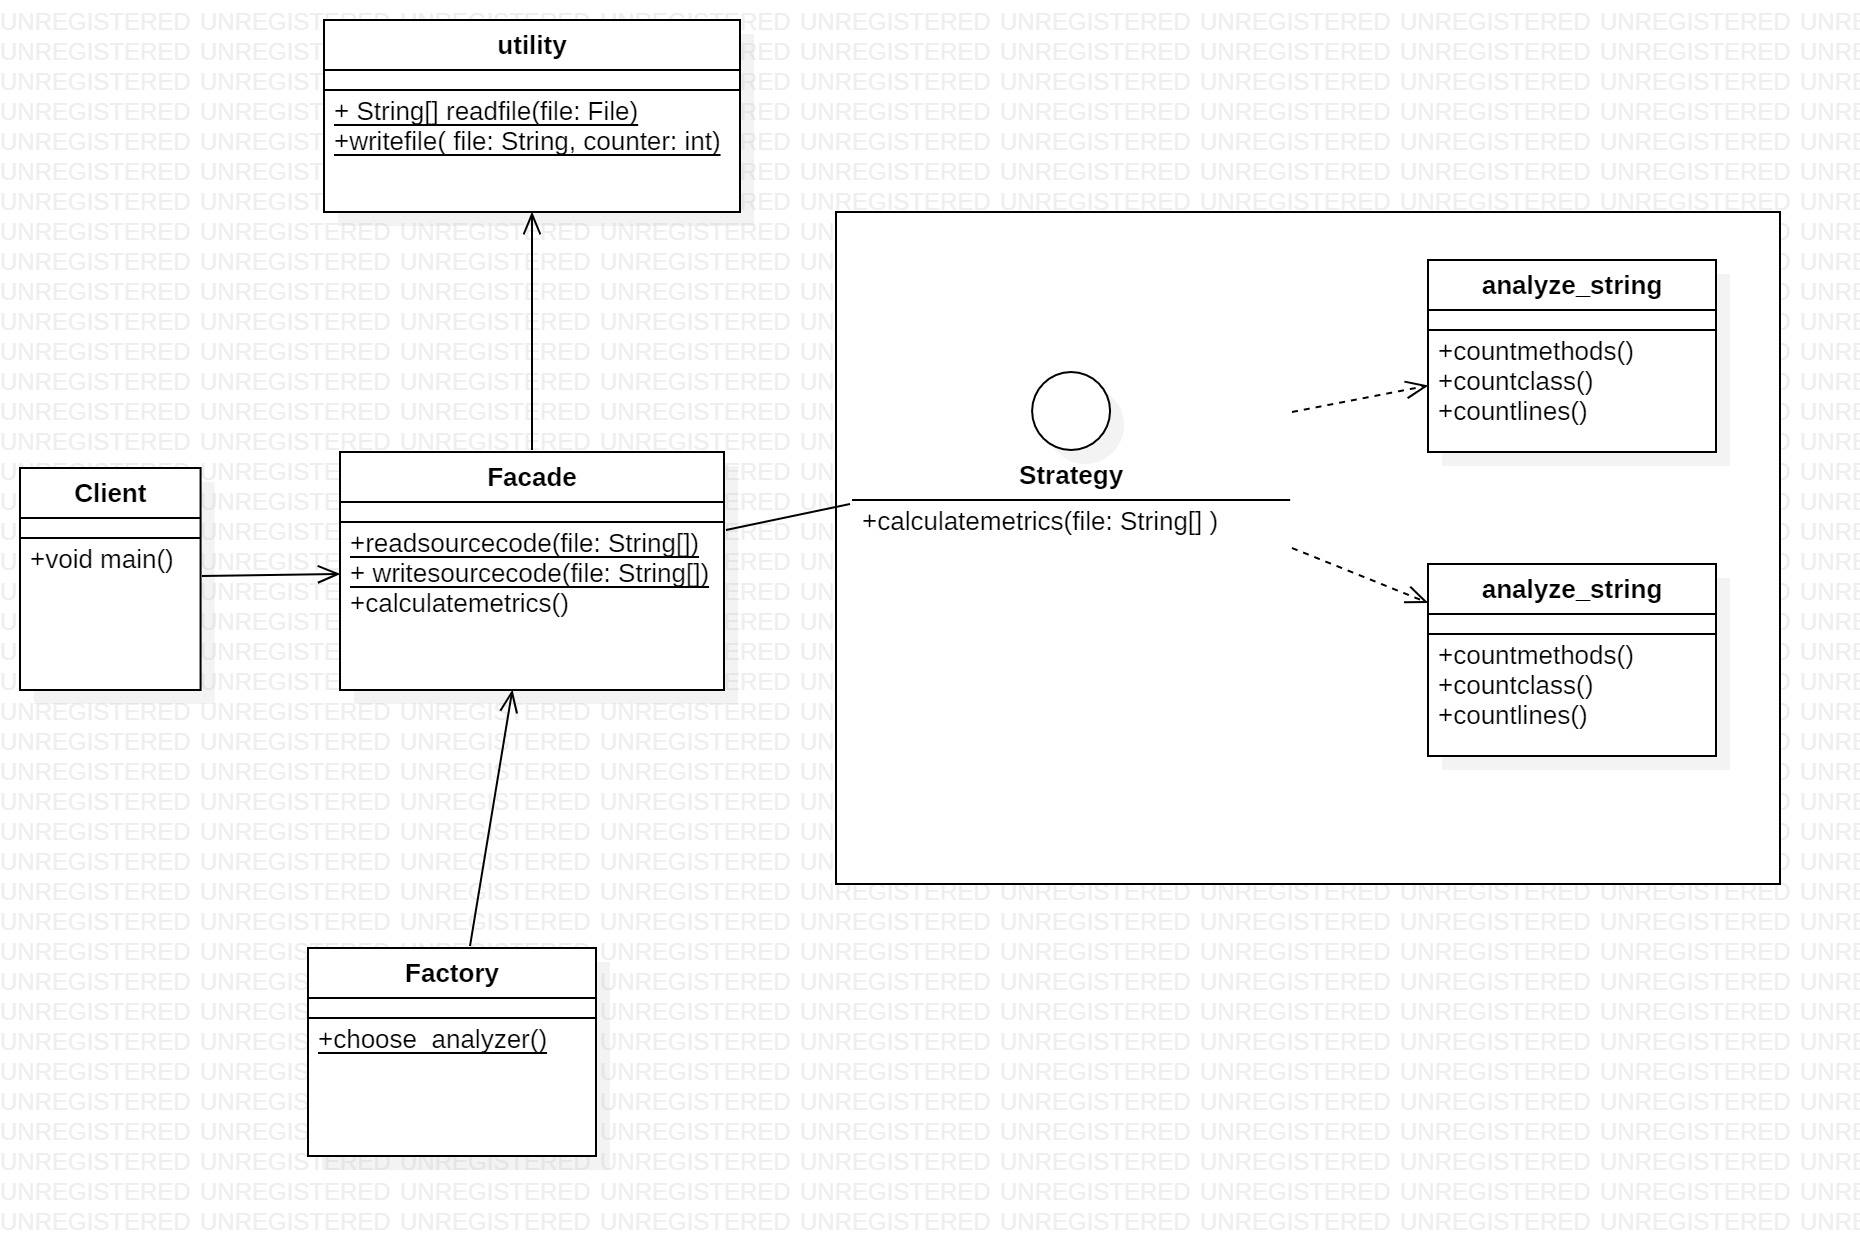 utility
+ String[] readfile(file: File)
+writefile( file: String, counter: int)
analyze_string
+countmethods()
+countclass()
+countlines()
Strategy
+calculatemetrics(file: String[] )
Client
+void main()
Facade
+readsourcecode(file: String[])
+ writesourcecode(file: String[])
+calculatemetrics()
analyze_string
+countmethods()
+countclass()
+countlines()
Factory
+choose_analyzer()
UNREGISTERED